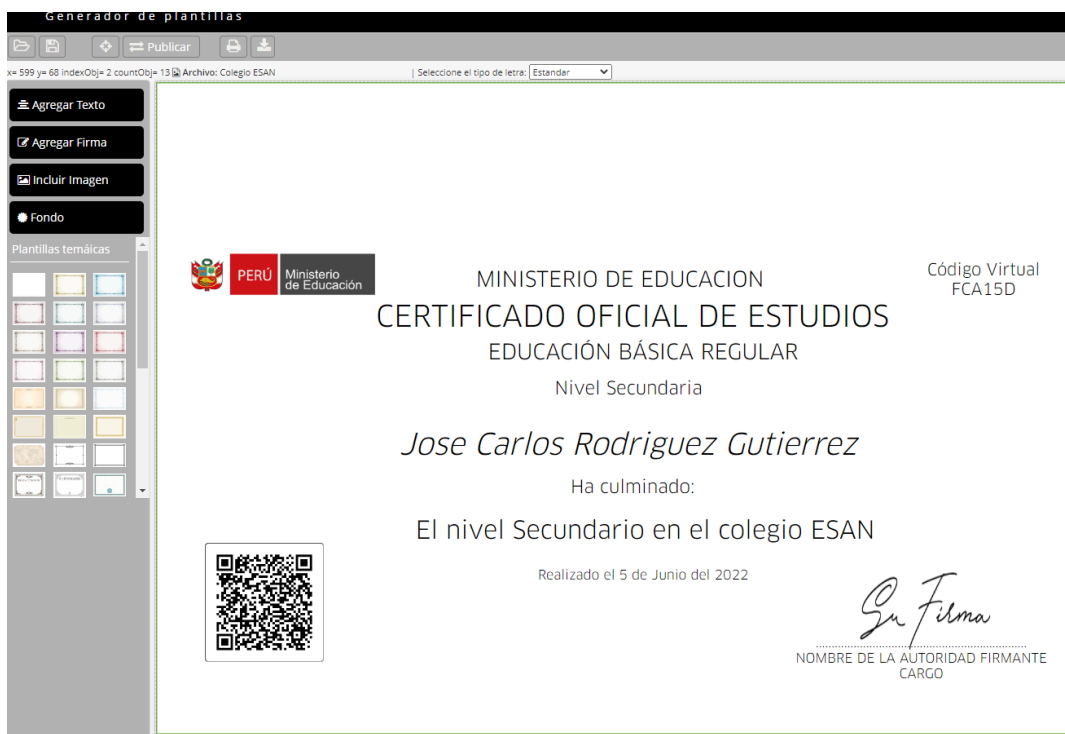 Generador de plantillas
Publicar
x= 599 y= 68 indexObj= 2 countObj= 13 Archivo: Colegio ESAN | Seleccione el tipo de letra: Estandar
Agregar Texto
Agregar Firma
Incluir Imagen
Fondo
Plantillas temáicas
PERÚ
Ministerio
de Educación
MINISTERIO DE EDUCACION
Código Virtual
FCA15D
CERTIFICADO OFICIAL DE ESTUDIOS
EDUCACIÓN BÁSICA REGULAR
Nivel Secundaria
Jose Carlos Rodriguez Gutierrez
Ha culminado:
El nivel Secundario en el colegio ESAN
Realizado el 5 de Junio del 2022
Su Firma
NOMBRE DE LA AUTORIDAD FIRMANTE
CARGO